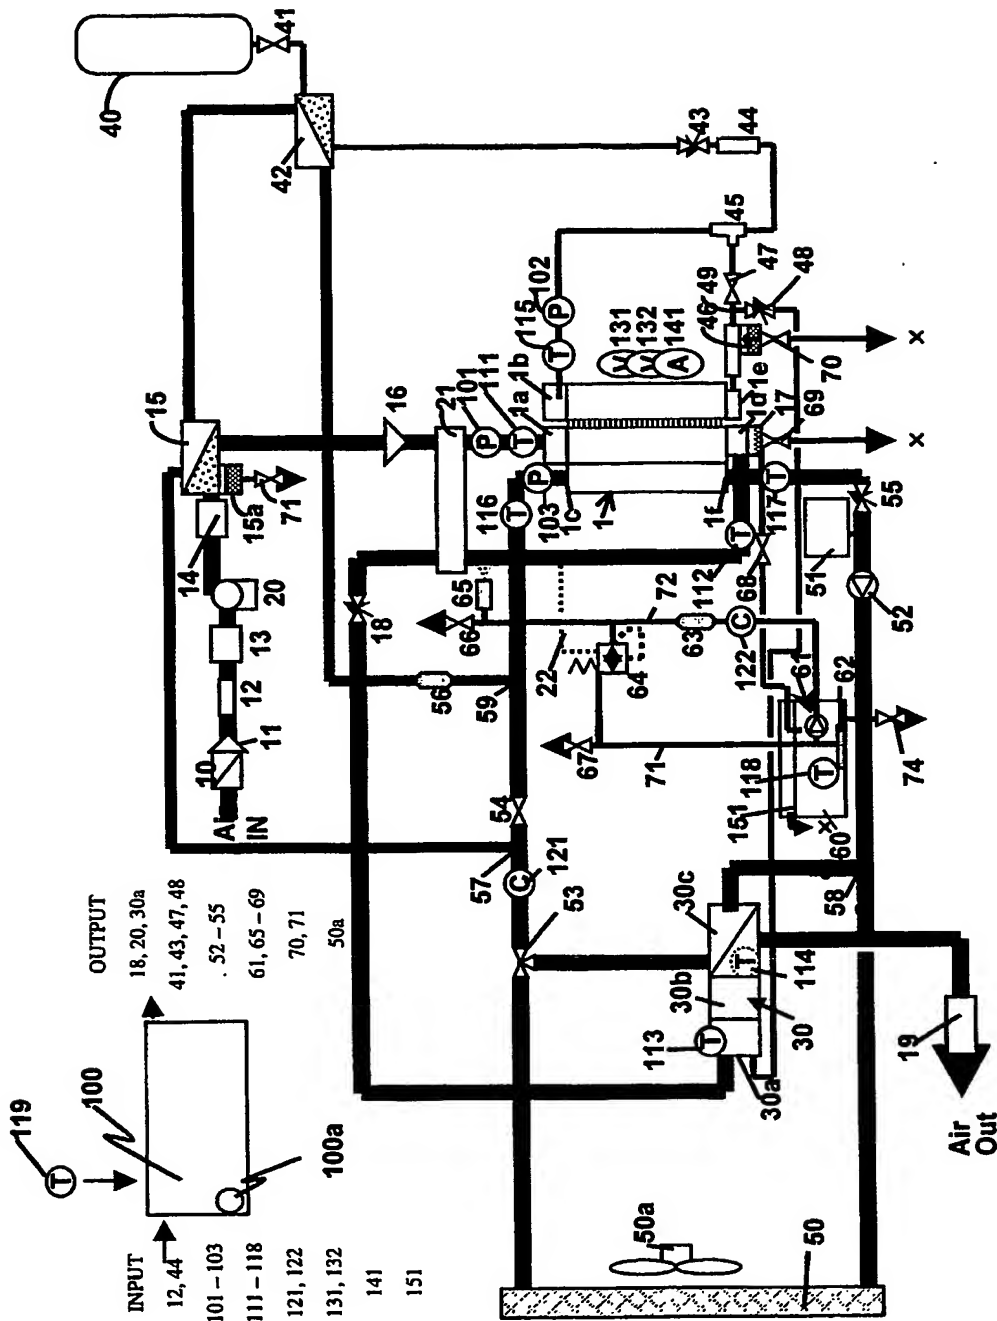 119
100
100a
INPUT
12, 44
101 – 103
111 – 118
121, 122
131, 132
141
151
OUTPUT
18, 20, 30a
41, 43, 47, 48
. 52–55
61, 65 – 69
70, 71
50a
T
40
41
42
15
15a
71
14
20
13
12
11
10
Air
IN
16
21
18
56
59
54
57
121
C
53
101
P
111
T
116
T
103
P
1a
1b
1c
1
115
T
102
P
131
V
132
V
141
A
43
44
45
47
48
49
46
70
x
1e
1d
17
69
x
1f
117
T
112
T
68
55
51
52
65
66
22
64
72
63
122
C
67
71
61
62
118
T
151
60
x
74
58
30c
30b
30
30a
113
T
114
T
19
Air
Out
50a
50